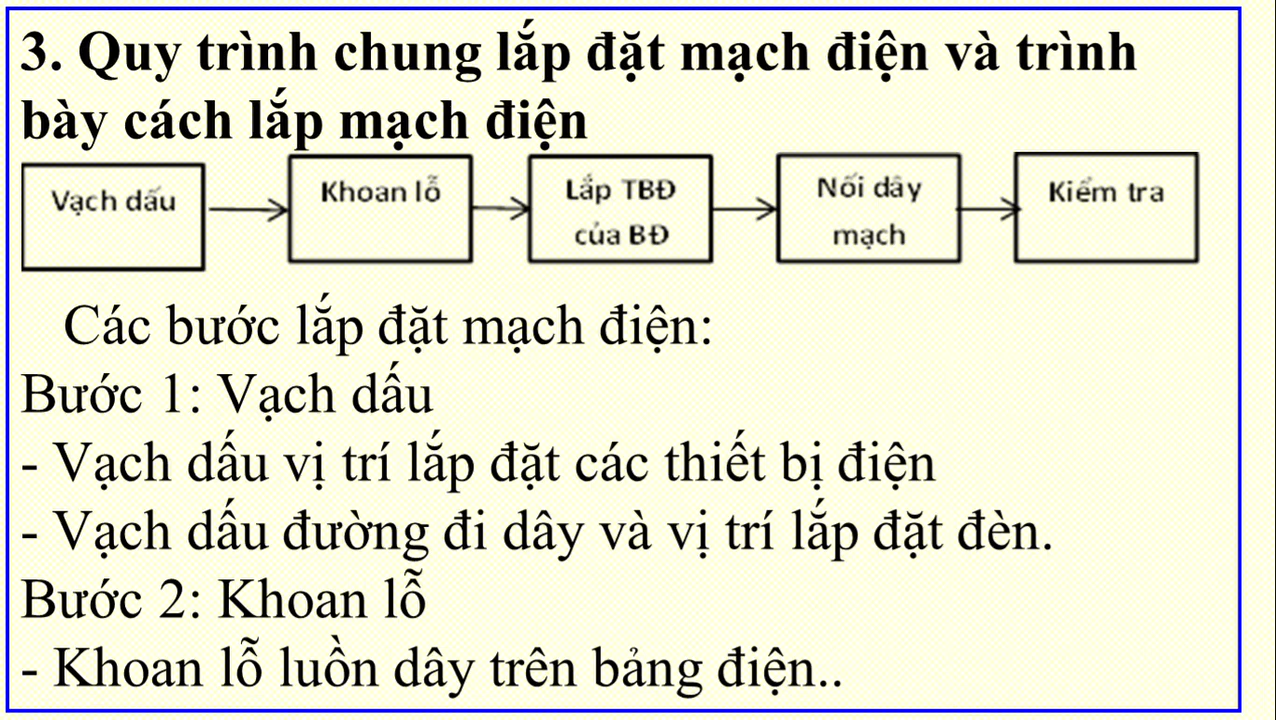 3. Quy trình chung lắp đặt mạch điện và trình
bày cách lắp mạch điện
Vạch dấu
Khoan lỗ
Lắp TBĐ
của BĐ
Nối dây
mạch
Kiểm tra
Các bước lắp đặt mạch điện:
Bước 1: Vạch dấu
- Vạch dấu vị trí lắp đặt các thiết bị điện
- Vạch dấu đường đi dây và vị trí lắp đặt đèn.
Bước 2: Khoan lỗ
- Khoan lỗ luồn dây trên bảng điện..